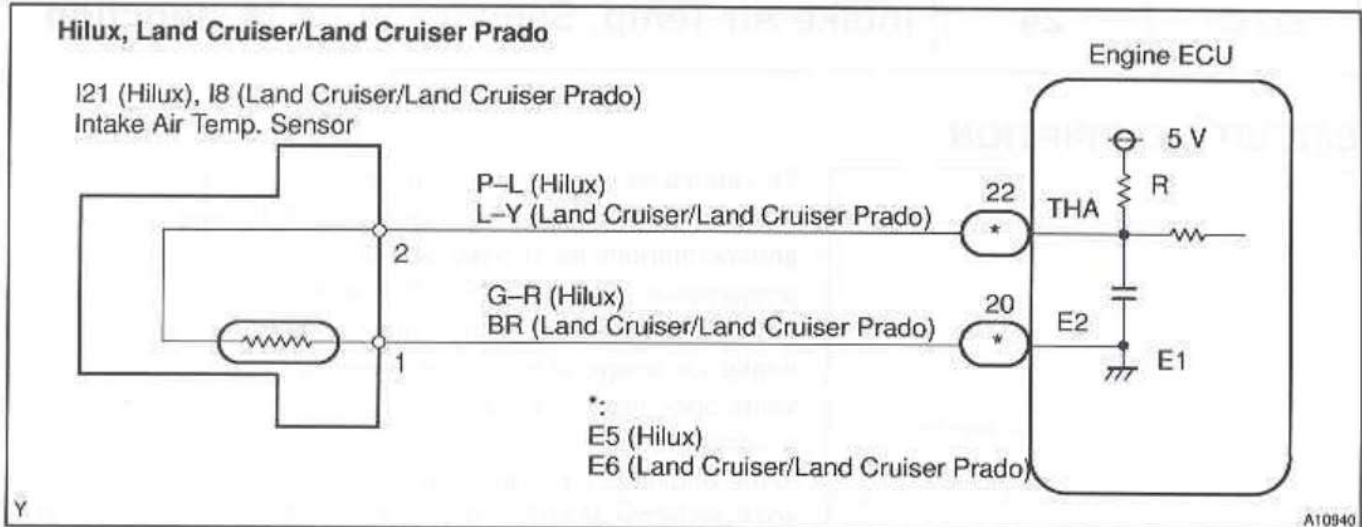 Hilux, Land Cruiser/Land Cruiser Prado
Engine ECU
I21 (Hilux), I8 (Land Cruiser/Land Cruiser Prado)
Intake Air Temp. Sensor
5 V
P–L (Hilux)
L–Y (Land Cruiser/Land Cruiser Prado)
22
*
THA
R
2
G–R (Hilux)
BR (Land Cruiser/Land Cruiser Prado)
20
*
E2
E1
1
*:
E5 (Hilux)
E6 (Land Cruiser/Land Cruiser Prado)
Y
A10940